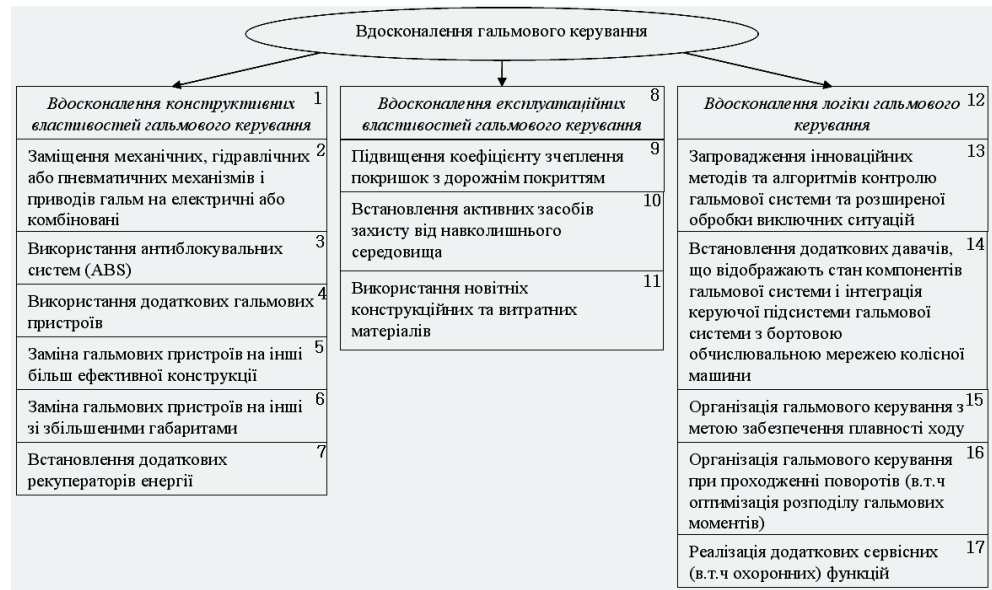 Вдосконалення гальмового керування
Вдосконалення конструктивних 1
властивостей гальмового керування
Заміщення механічних, гідравлічних 2
або пневматичних механізмів і
приводів гальм на електричні або
комбіновані
Використання антиблокувальних 3
систем (ABS)
Використання додаткових гальмових 4
пристроїв
Заміна гальмових пристроїв на інші 5
більш ефективної конструкції
Заміна гальмових пристроїв на інші 6
зі збільшеними габаритами
Встановлення додаткових 7
рекуператорів енергії
Вдосконалення експлуатаційних 8
властивостей гальмового керування
Підвищення коефіцієнту зчеплення 9
покришок з дорожнім покриттям
Встановлення активних засобів 10
захисту від навколишнього
середовища
Використання новітніх 11
конструкційних та витратних
матеріалів
Вдосконалення логіки гальмового 12
керування
Запровадження інноваційних 13
методів та алгоритмів контролю
гальмової системи та розширеної
обробки виключних ситуацій
Встановлення додаткових давачів, 14
що відображають стан компонентів
гальмової системи і інтеграція
керуючої підсистеми гальмової
системи з бортовою
обчислювальною мережею колісної
машини
Організація гальмового керування з 15
метою забезпечення плавності ходу
Організація гальмового керування 16
при проходженні поворотів (в.т.ч
оптимізація розподілу гальмових
моментів)
Реалізація додаткових сервісних 17
(в.т.ч охоронних) функцій